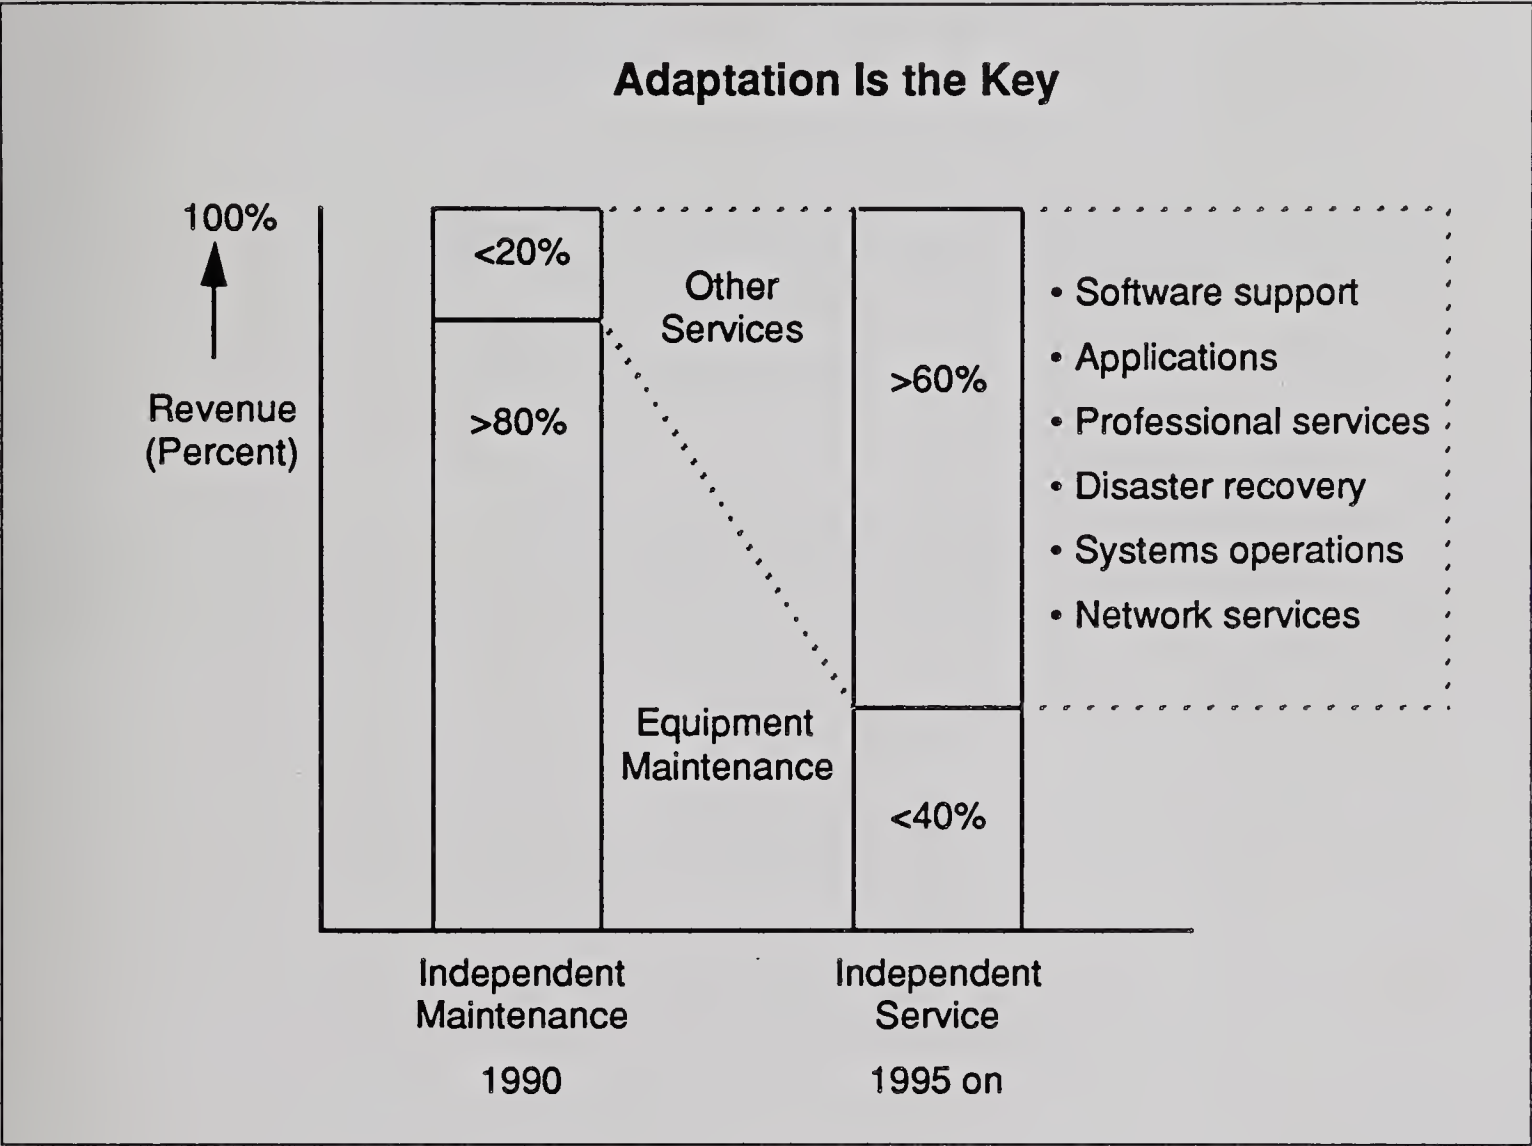 Adaptation Is the Key
100%
Revenue
(Percent)
<20%
>80%
Other
Services
Equipment
Maintenance
>60%
<40%
• Software support
• Applications
• Professional services
• Disaster recovery
• Systems operations
• Network services
Independent
Maintenance
1990
Independent
Service
1995 on